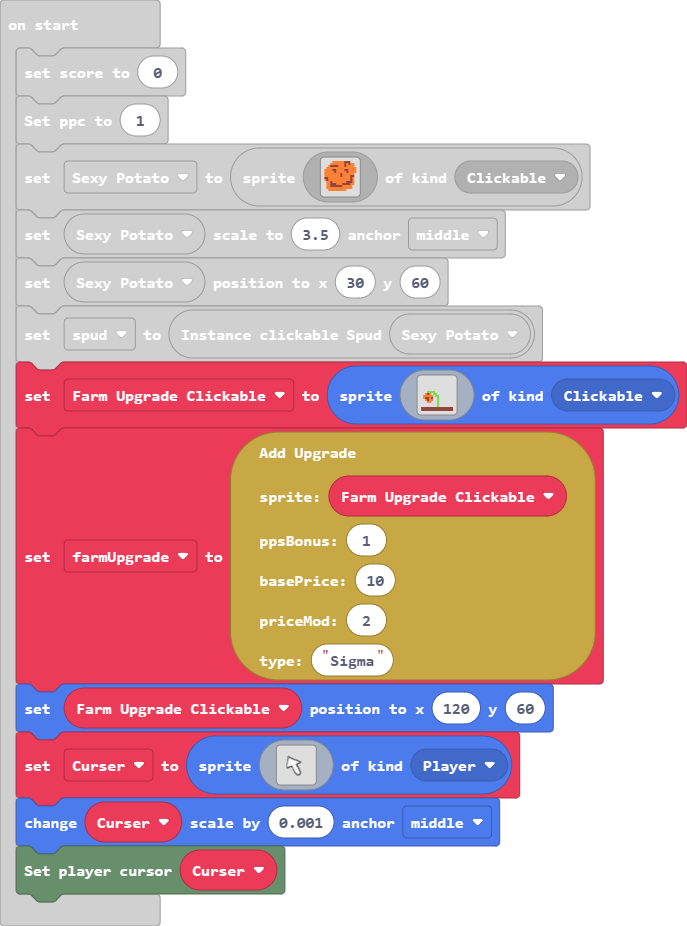 on start
set score to 0
Set ppc to 1
set Sexy Potato to sprite of kind Clickable
set Sexy Potato scale to 3.5 anchor middle
set Sexy Potato position to x 30 y 60
set spud to Instance clickable Spud Sexy Potato
set Farm Upgrade Clickable to sprite of kind Clickable
Add Upgrade
sprite: Farm Upgrade Clickable
ppsBonus: 1
set farmUpgrade to
basePrice: 10
priceMod: 2
type: "Sigma"
set Farm Upgrade Clickable position to x 120 y 60
set Curser to sprite of kind Player
change Curser scale by 0.001 anchor middle
Set player cursor Curser